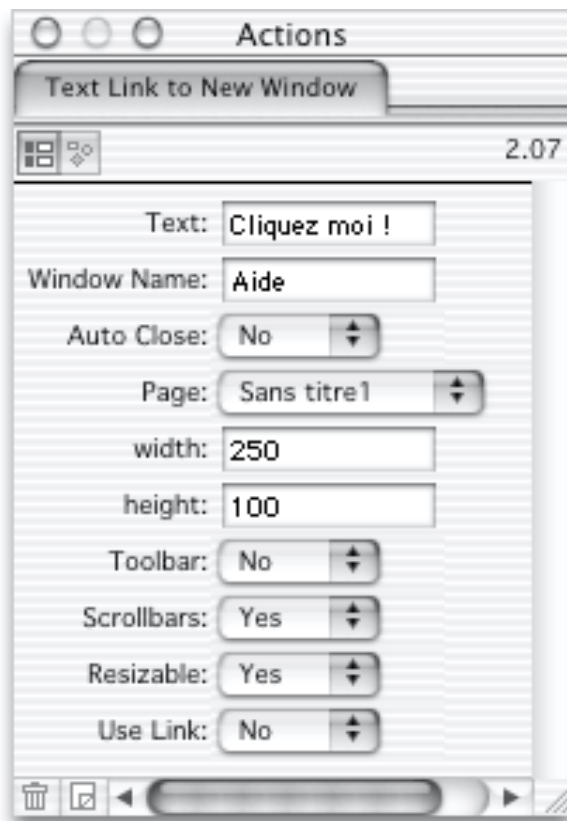 Actions
Text Link to New Window
2.07
Text: Cliquez moi !
Window Name: Aide
Auto Close: No
Page: Sans titre1
width: 250
height: 100
Toolbar: No
Scrollbars: Yes
Resizable: Yes
Use Link: No